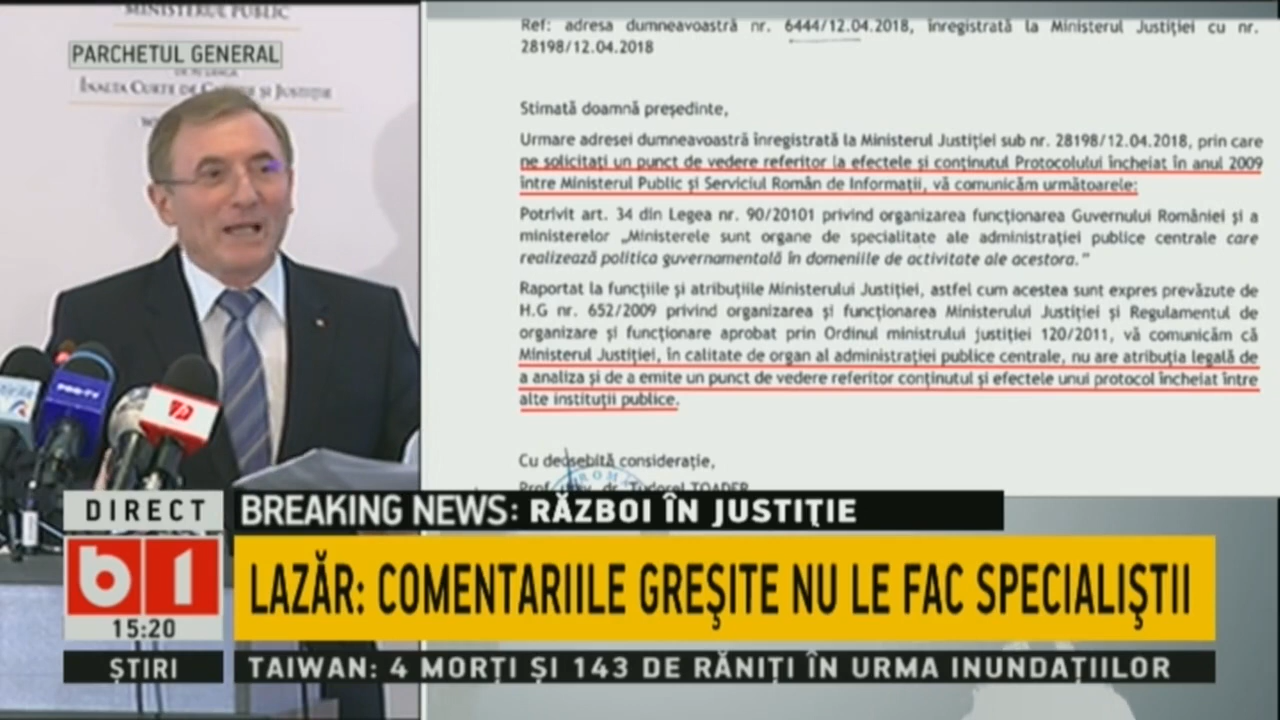 MINISTERUL PUBLIC
PARCHETUL GENERAL
ÎNALTA CURTE DE CASAȚIE ȘI JUSTIȚIE
Ref: adresa dumneavoastră nr. 6444/12.04.2018, înregistrată la Ministerul Justiției cu nr.
28198/12.04.2018
Stimată doamnă președinte,
Urmare adresei dumneavoastră înregistrată la Ministerul Justiției sub nr. 28198/12.04.2018, prin care
ne solicitați un punct de vedere referitor la efectele și conținutul Protocolului încheiat în anul 2009
între Ministerul Public și Serviciul Român de Informații, vă comunicăm următoarele:
Potrivit art. 34 din Legea nr. 90/20101 privind organizarea funcționarea Guvernului României și a
ministerelor „Ministerele sunt organe de specialitate ale administrației publice centrale care
realizează politica guvernamentală în domeniile de activitate ale acestora.”
Raportat la funcțiile și atribuțiile Ministerului Justiției, astfel cum acestea sunt expres prevăzute de
H.G nr. 652/2009 privind organizarea și funcționarea Ministerului Justiției și Regulamentul de
organizare și funcționare aprobat prin Ordinul ministrului justiției 120/2011, vă comunicăm că
Ministerul Justiției, în calitate de organ al administrației publice centrale, nu are atribuția legală de
a analiza și de a emite un punct de vedere referitor conținutul și efectele unui protocol încheiat între
alte instituții publice.
Cu deosebită considerație,
Prof. univ. dr. Tudorel TOADER
PRO•TV
DIRECT
BREAKING NEWS: RĂZBOI ÎN JUSTIŢIE
b1
LAZĂR: COMENTARIILE GREŞITE NU LE FAC SPECIALIŞTII
15:20
ŞTIRI
TAIWAN: 4 MORȚI ȘI 143 DE RĂNIȚI ÎN URMA INUNDAȚIILOR